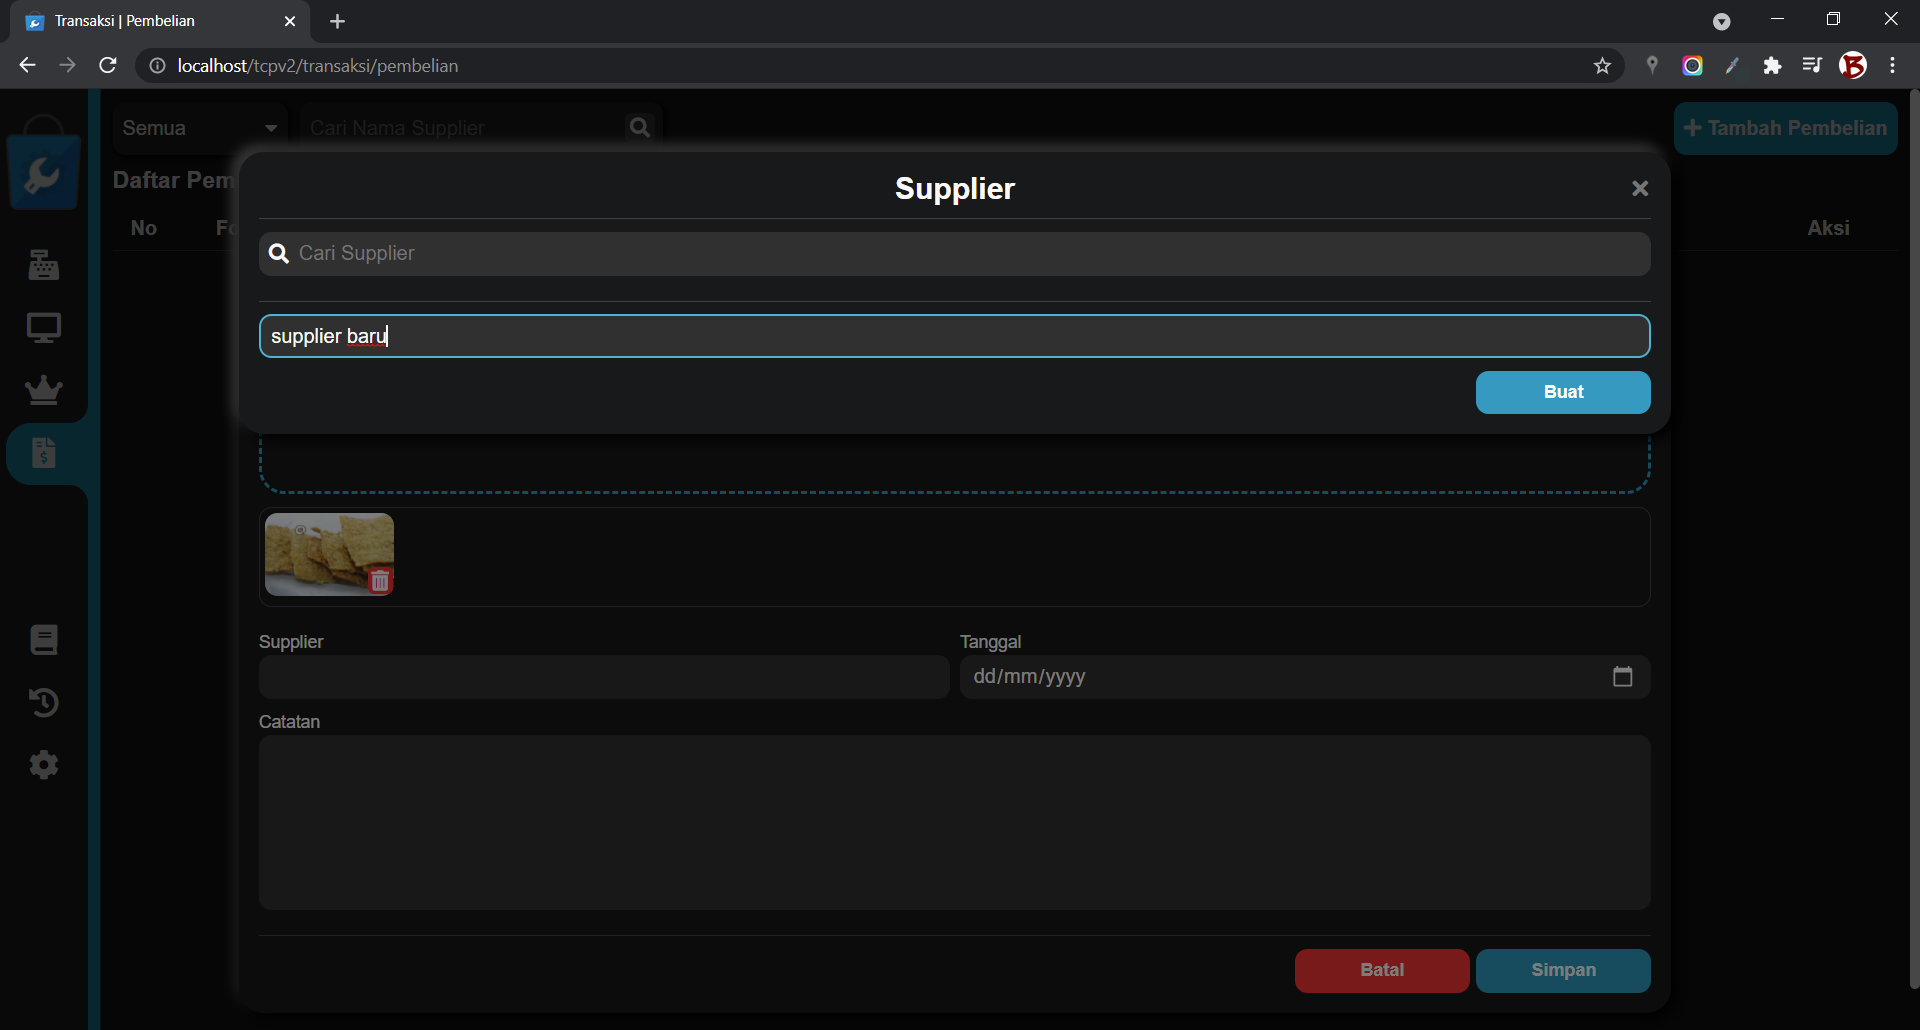 Transaksi | Pembelian
localhost/tcpv2/transaksi/pembelian
Semua
Cari Nama Supplier
+ Tambah Pembelian
Daftar Pem
No
Fo
Aksi
Supplier
Cari Supplier
supplier baru
Buat
Supplier
Tanggal
dd/mm/yyyy
Catatan
Batal
Simpan